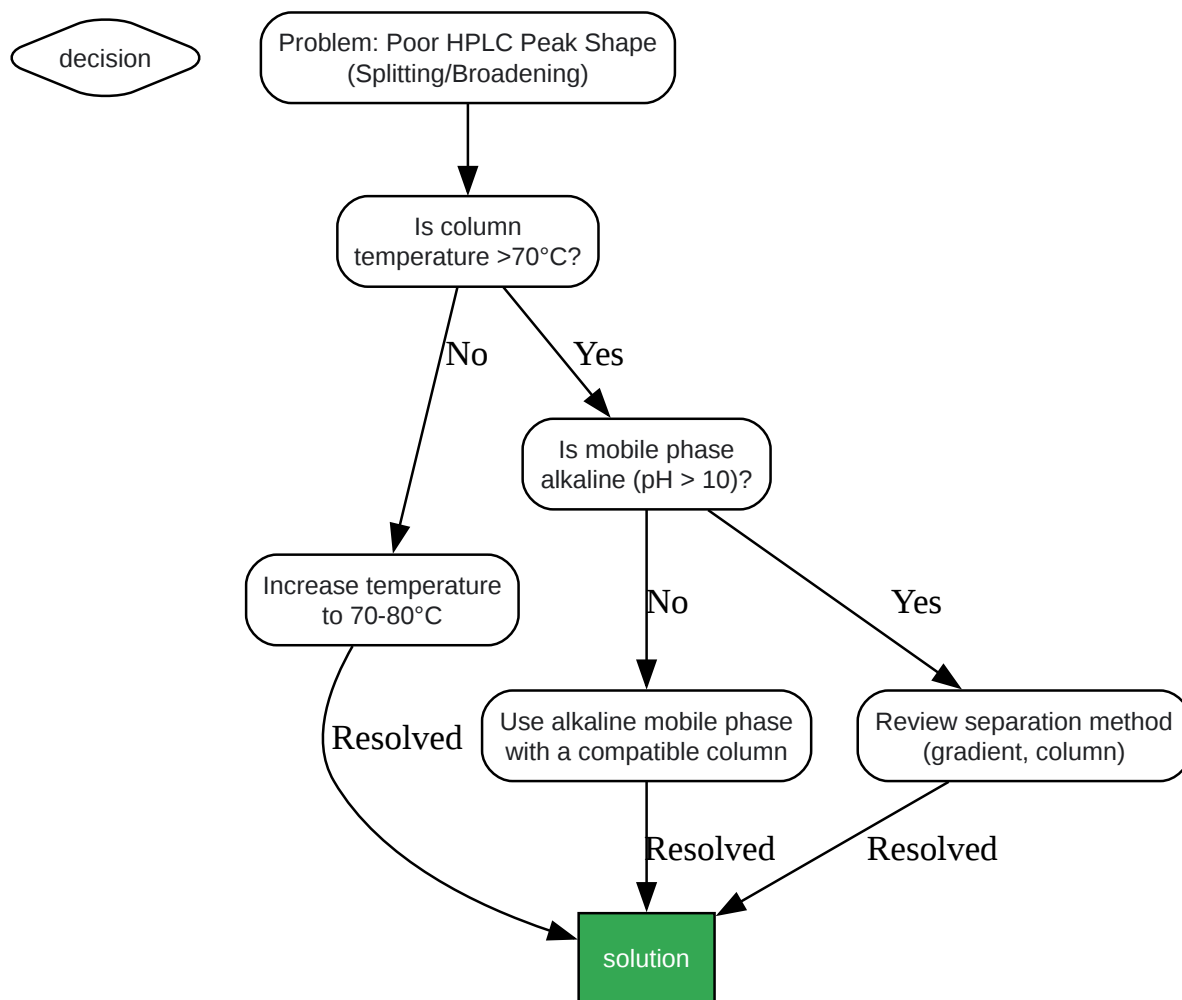 decision
Problem: Poor HPLC Peak Shape
(Splitting/Broadening)
Is column
temperature >70°C?
No
Yes
Is mobile phase
alkaline (pH > 10)?
Increase temperature
to 70-80°C
No
Yes
Resolved
Use alkaline mobile phase
with a compatible column
Review separation method
(gradient, column)
Resolved
Resolved
solution